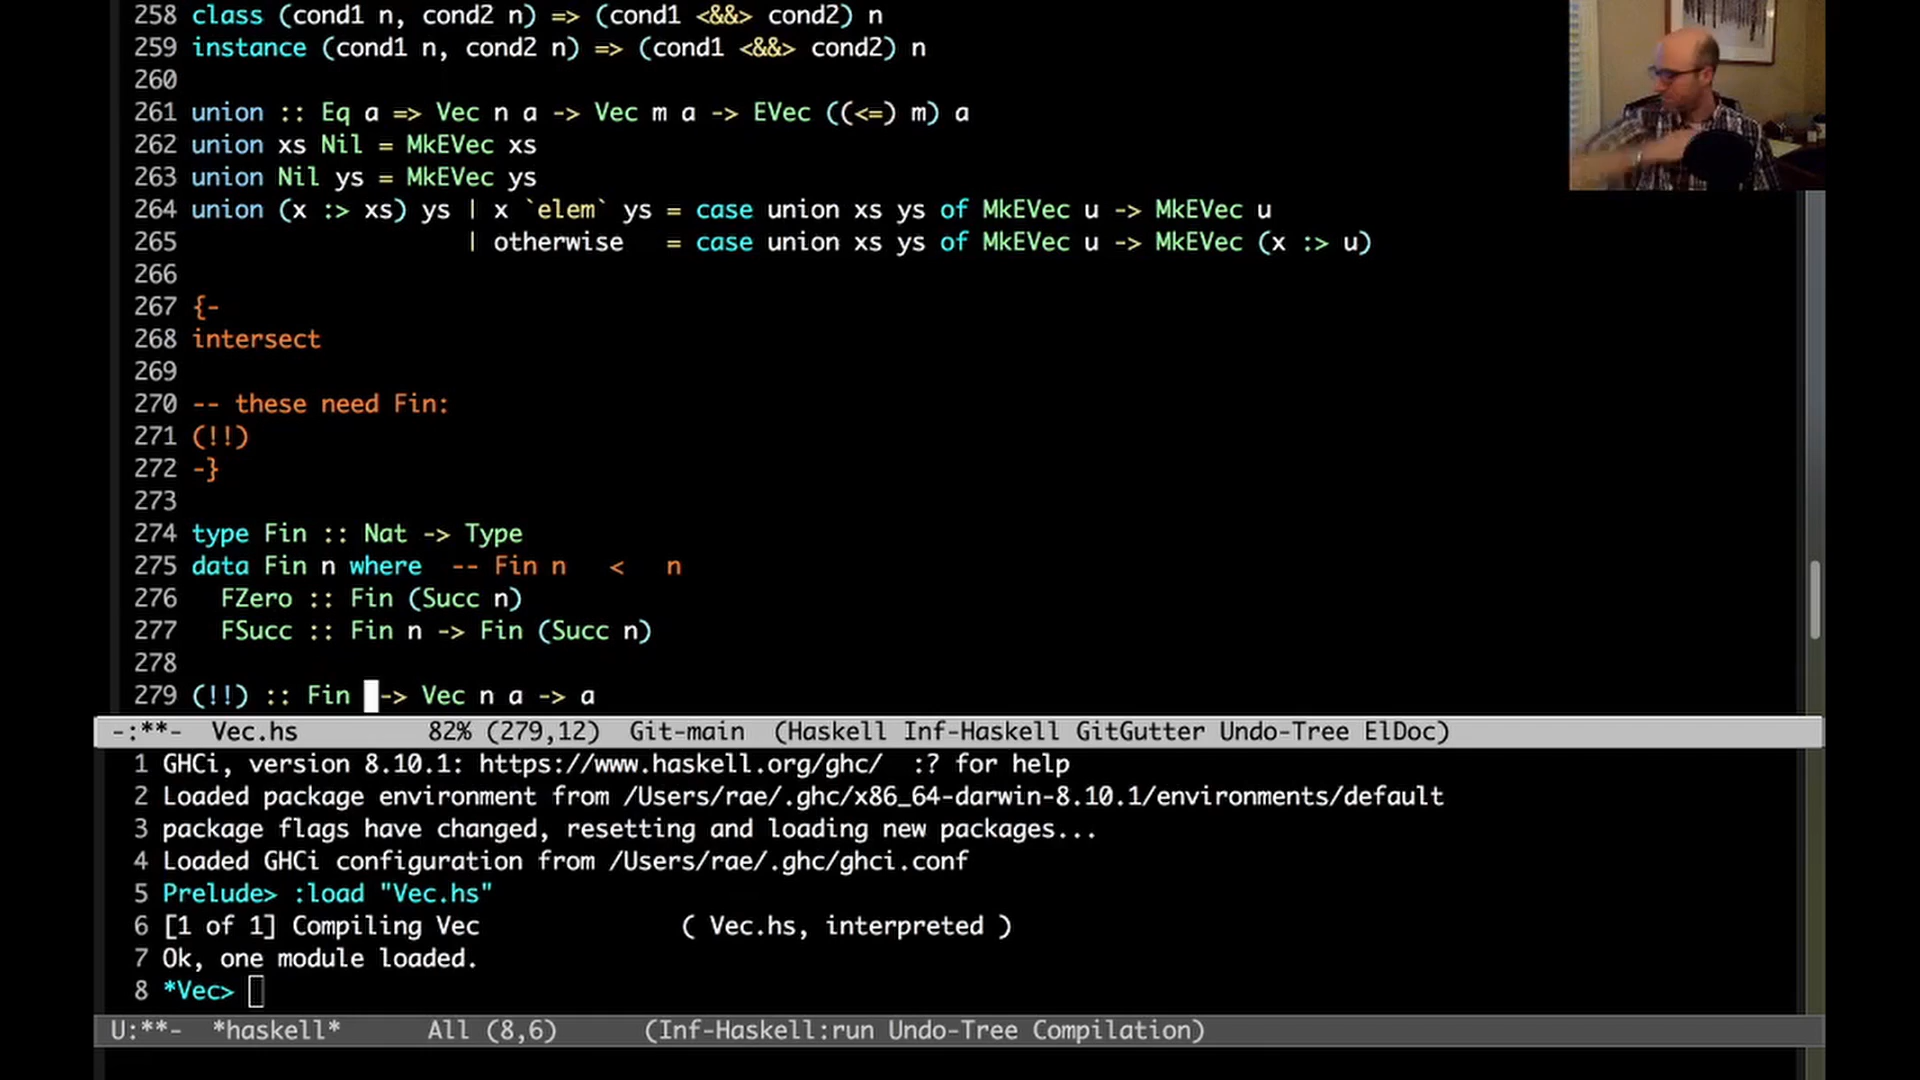 258 class (cond1 n, cond2 n) => (cond1 <&&> cond2) n
259 instance (cond1 n, cond2 n) => (cond1 <&&> cond2) n
260
261 union :: Eq a => Vec n a -> Vec m a -> EVec ((<=) m) a
262 union xs Nil = MkEVec xs
263 union Nil ys = MkEVec ys
264 union (x :> xs) ys | x `elem` ys = case union xs ys of MkEVec u -> MkEVec u
265                    | otherwise   = case union xs ys of MkEVec u -> MkEVec (x :> u)
266
267 {-
268 intersect
269
270 -- these need Fin:
271 (!!)
272 -}
273
274 type Fin :: Nat -> Type
275 data Fin n where  -- Fin n   <   n
276   FZero :: Fin (Succ n)
277   FSucc :: Fin n -> Fin (Succ n)
278
279 (!!) :: Fin -> Vec n a -> a
-:**-  Vec.hs         82% (279,12)   Git-main  (Haskell Inf-Haskell GitGutter Undo-Tree ElDoc)
1 GHCi, version 8.10.1: https://www.haskell.org/ghc/  :? for help
2 Loaded package environment from /Users/rae/.ghc/x86_64-darwin-8.10.1/environments/default
3 package flags have changed, resetting and loading new packages...
4 Loaded GHCi configuration from /Users/rae/.ghc/ghci.conf
5 Prelude> :load "Vec.hs"
6 [1 of 1] Compiling Vec              ( Vec.hs, interpreted )
7 Ok, one module loaded.
8 *Vec>
U:**-  *haskell*      All (8,6)      (Inf-Haskell:run Undo-Tree Compilation)